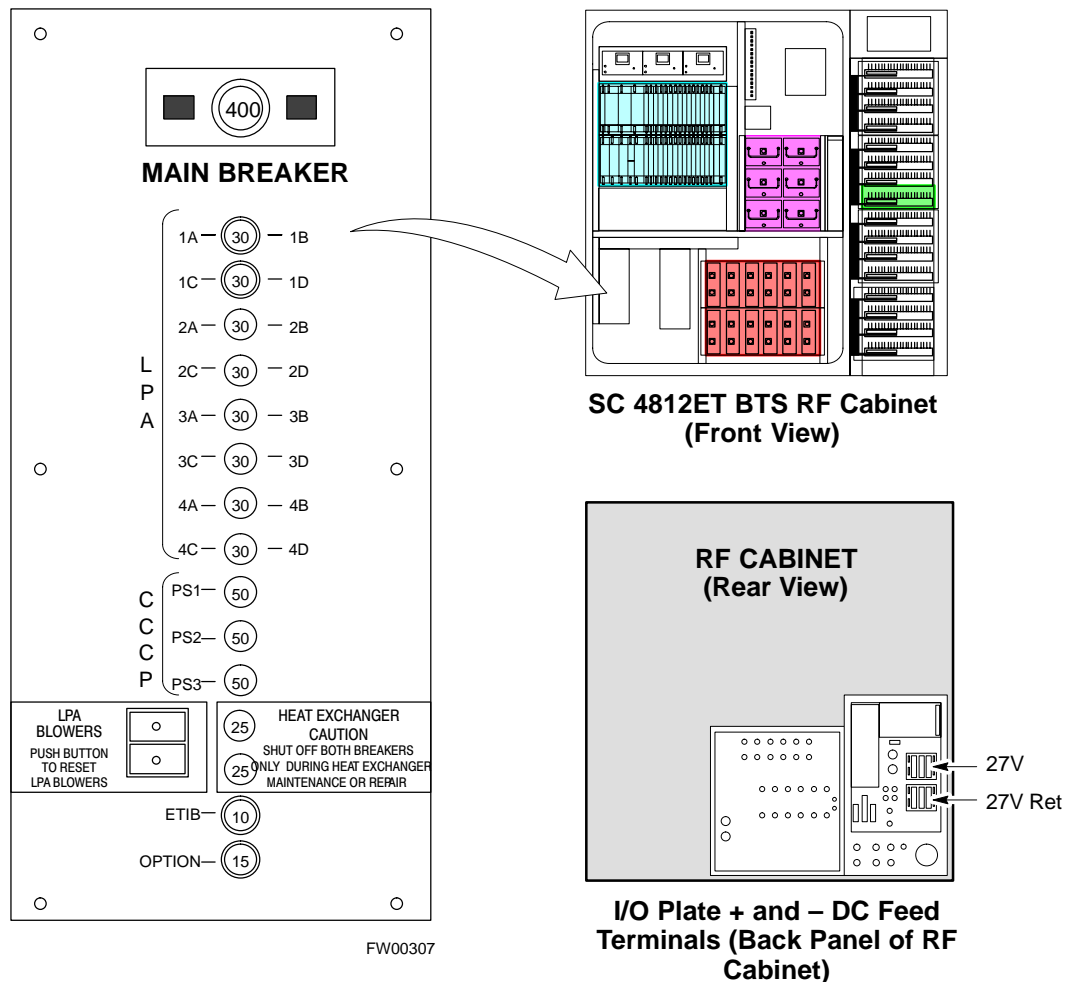 400
MAIN BREAKER
1A 30 1B
1C 30 1D
2A 30 2B
2C 30 2D
3A 30 3B
3C 30 3D
4A 30 4B
4C 30 4D
L
P
A
PS1 50
PS2 50
PS3 50
C
C
C
P
LPA
BLOWERS
PUSH BUTTON
TO RESET
LPA BLOWERS
25
25
HEAT EXCHANGER
CAUTION
SHUT OFF BOTH BREAKERS
ONLY DURING HEAT EXCHANGER
MAINTENANCE OR REPAIR
ETIB 10
OPTION 15
FW00307
SC 4812ET BTS RF Cabinet
(Front View)
RF CABINET
(Rear View)
27V
27V Ret
I/O Plate + and – DC Feed
Terminals (Back Panel of RF
Cabinet)